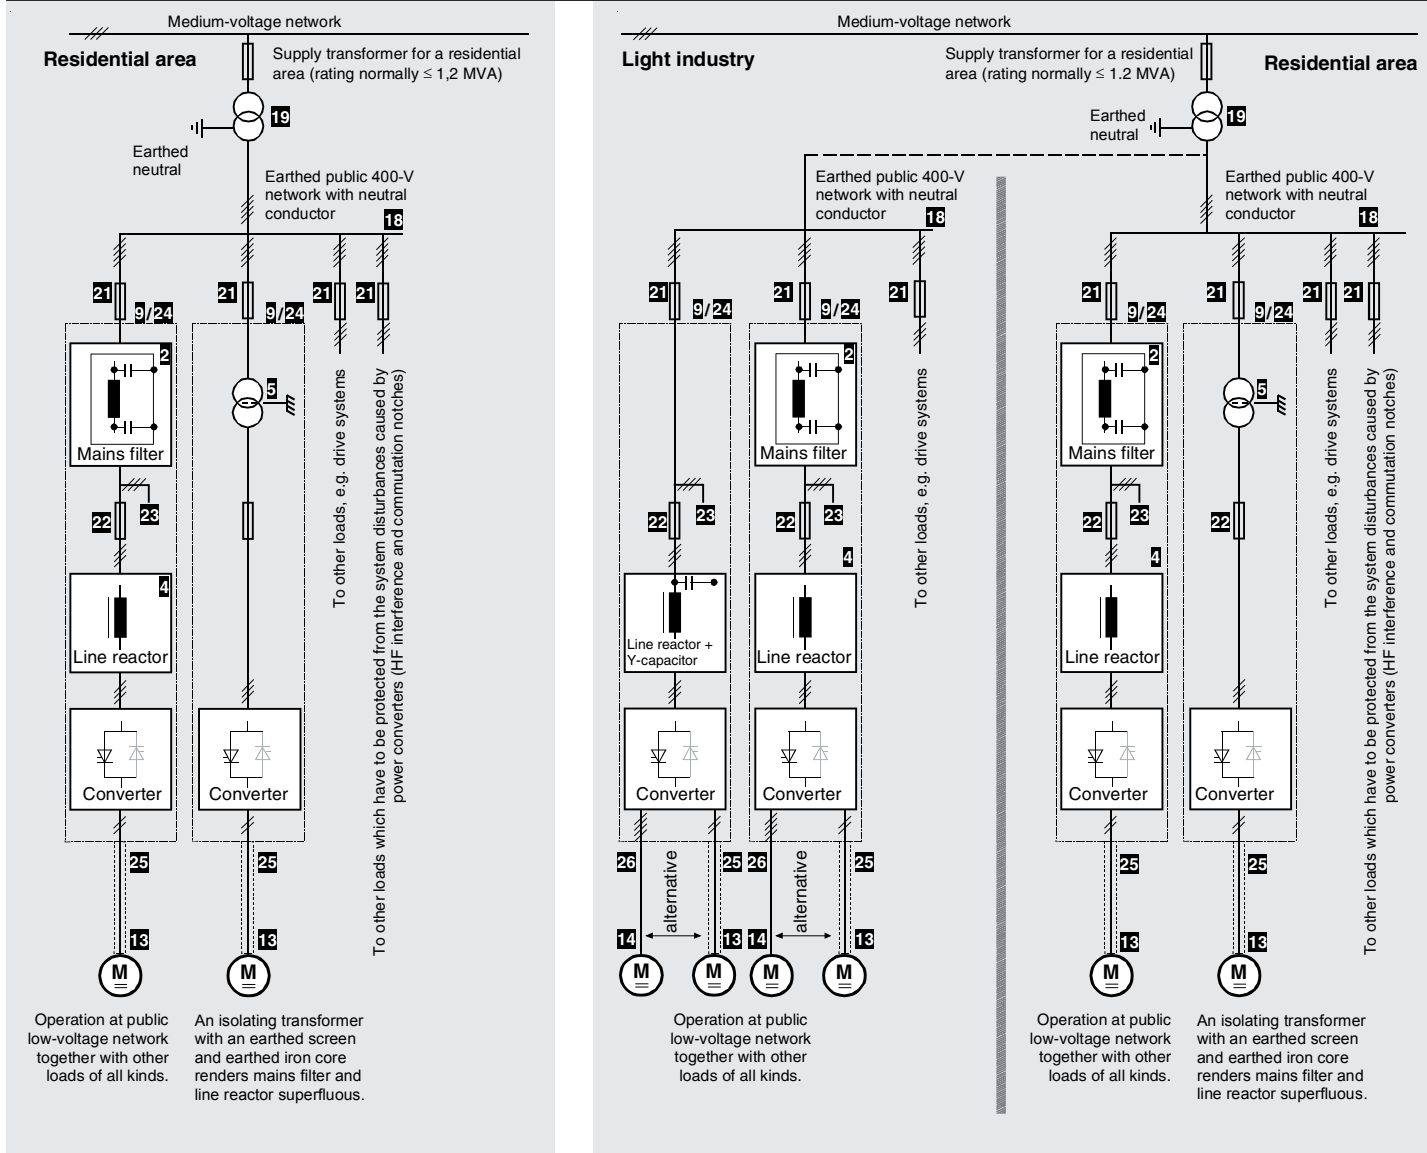 Medium-voltage network
Residential area
Supply transformer for a residential
area (rating normally ≤ 1,2 MVA)
19
Earthed
neutral
Earthed public 400-V
network with neutral
conductor
18
21
21
21
21
9/24
9/24
2
Mains filter
5
22
23
4
Line reactor
Converter
Converter
25
25
13
13
M
M
To other loads, e.g. drive systems
To other loads which have to be protected from the system disturbances caused by
power converters (HF interference and commutation notches)
Operation at public
low-voltage network
together with other
loads of all kinds.
An isolating transformer
with an earthed screen
and earthed iron core
renders mains filter and
line reactor superfluous.
Medium-voltage network
Light industry
Supply transformer for a residential
area (rating normally ≤ 1.2 MVA)
Residential area
Earthed
neutral
19
Earthed public 400-V
network with neutral
conductor
18
21
21
21
9/24
9/24
2
Mains filter
22
23
22
23
4
Line reactor +
Y-capacitor
Line reactor
Converter
Converter
26
alternative
25
26
alternative
25
14
13
14
13
M
M
M
M
To other loads, e.g. drive systems
Operation at public
low-voltage network
together with other
loads of all kinds.
Earthed public 400-V
network with neutral
conductor
18
21
21
21
21
9/24
9/24
2
Mains filter
5
22
23
22
4
Line reactor
Converter
Converter
25
25
13
13
M
M
To other loads, e.g. drive systems
To other loads which have to be protected from the system disturbances caused by
power converters (HF interference and commutation notches)
Operation at public
low-voltage network
together with other
loads of all kinds.
An isolating transformer
with an earthed screen
and earthed iron core
renders mains filter and
line reactor superfluous.